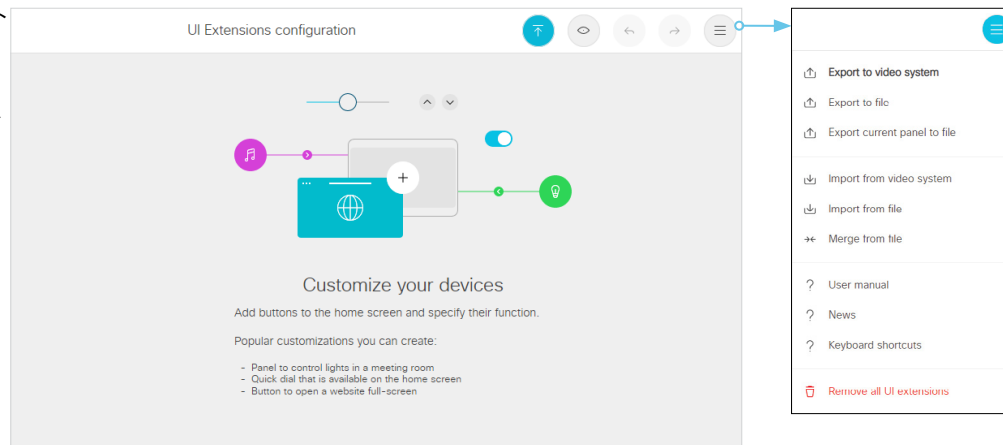 UI Extensions configuration
Customize your devices
Add buttons to the home screen and specify their function.
Popular customizations you can create:
- Panel to control lights in a meeting room
- Quick dial that is available on the home screen
- Button to open a website full-screen
Export to video system
Export to file
Export current panel to file
Import from video system
Import from file
Merge from file
? User manual
? News
? Keyboard shortcuts
Remove all UI extensions